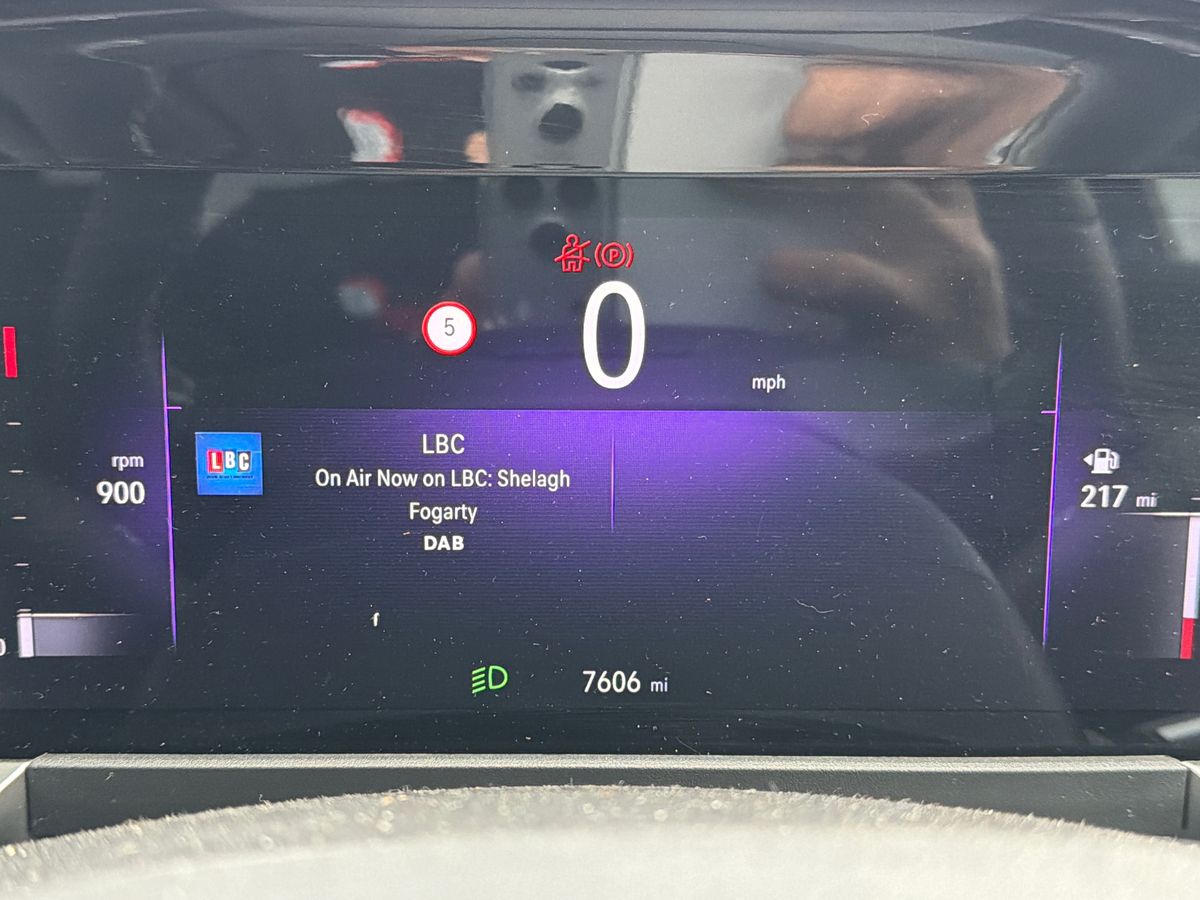 P
5
0
mph
LBC
LBC
On Air Now on LBC: Shelagh
Fogarty
DAB
rpm
900
217 mi
7606 mi